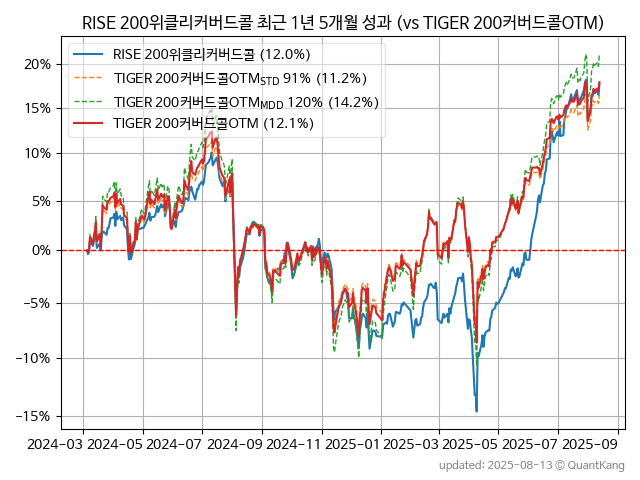 RISE 200위클리커버드콜 최근 1년 5개월 성과 (vs TIGER 200커버드콜OTM)
RISE 200위클리커버드콜 (12.0%)
TIGER 200커버드콜OTM_STD 91% (11.2%)
TIGER 200커버드콜OTM_MDD 120% (14.2%)
TIGER 200커버드콜OTM (12.1%)
20%
15%
10%
5%
0%
−5%
−10%
−15%
2024-03 2024-05 2024-07 2024-09 2024-11 2025-01 2025-03 2025-05 2025-07 2025-09
updated: 2025-08-13 © QuantKang